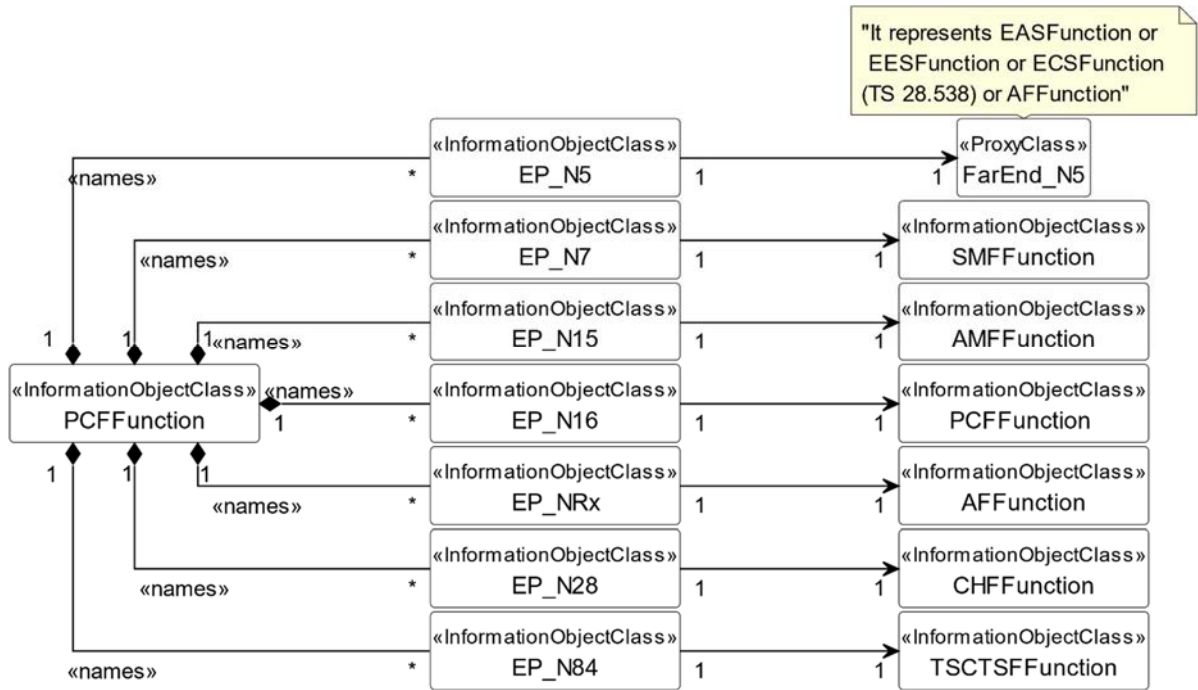 "It represents EASFunction or
EESFunction or ECSFunction
(TS 28.538) or AFFunction"
«InformationObjectClass»
EP_N5
«ProxyClass»
FarEnd_N5
«names»
*
1
1
«InformationObjectClass»
EP_N7
«InformationObjectClass»
SMFFunction
«names»
*
1
1
«InformationObjectClass»
EP_N15
«InformationObjectClass»
AMFFunction
1
1
1
«names»
*
1
1
«InformationObjectClass»
PCFFunction
«names»
1
*
«InformationObjectClass»
EP_N16
1
1
«InformationObjectClass»
PCFFunction
1
1
1
«InformationObjectClass»
EP_NRx
«InformationObjectClass»
AFFunction
«names»
*
1
1
«InformationObjectClass»
EP_N28
«InformationObjectClass»
CHFFunction
«names»
*
1
1
«InformationObjectClass»
EP_N84
«InformationObjectClass»
TSCTSFFunction
«names»
*
1
1